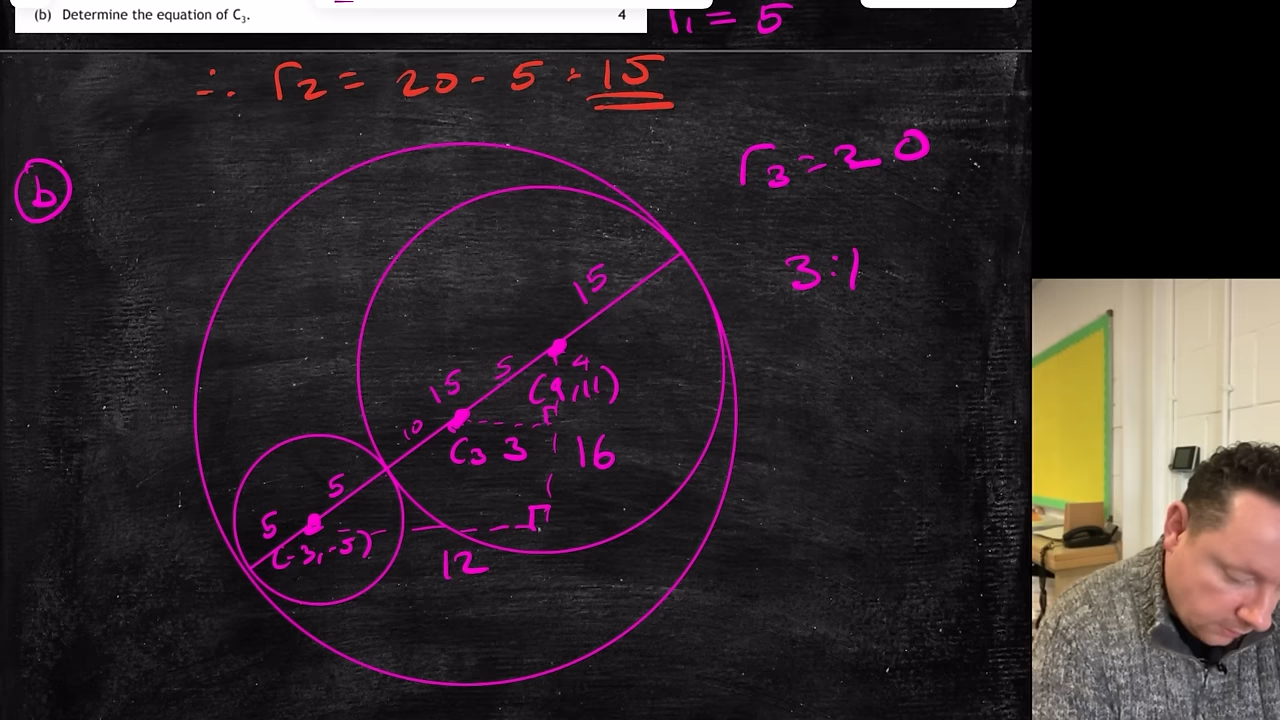 (b) Determine the equation of C₃. 4
r₁ = 5
∴ r₂ = 20 - 5 = 15
b
r₃ = 20
3:1
15
5
15
4
(9,11)
10
C₃ 3
16
5
5
(-3,-5)
12